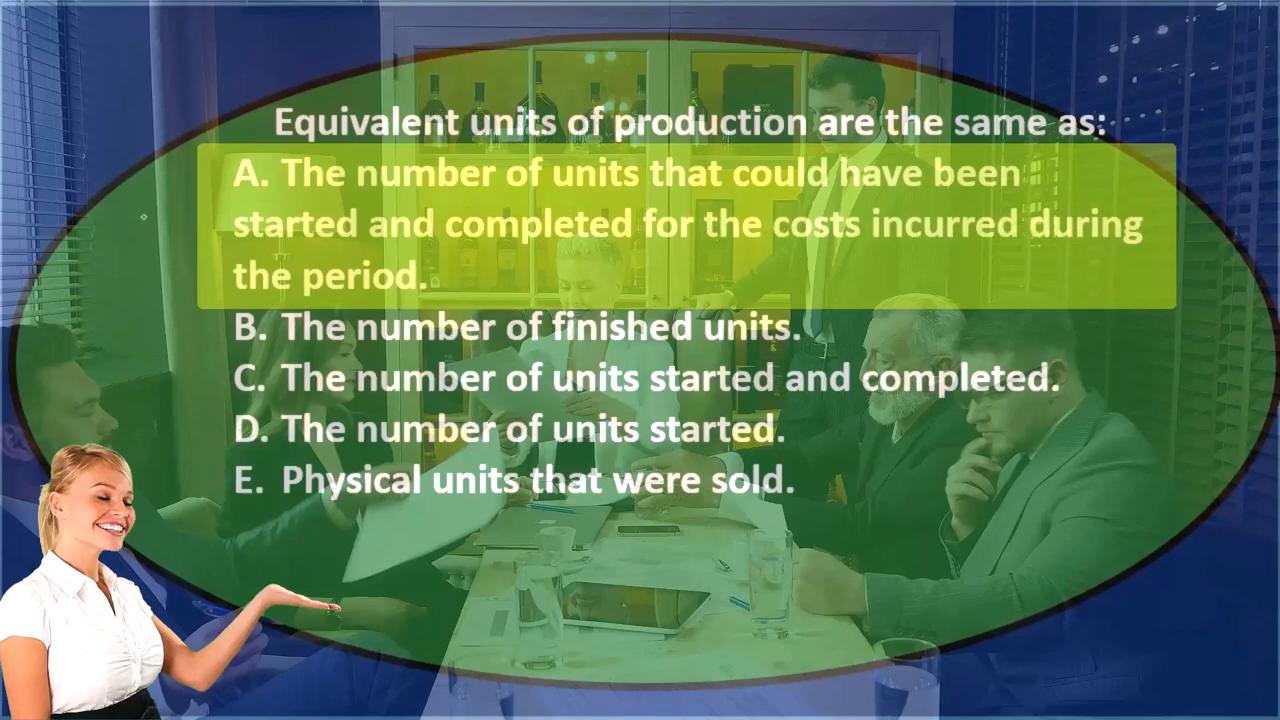 Equivalent units of production are the same as:
A. The number of units that could have been
started and completed for the costs incurred during
the period.
B. The number of finished units.
C. The number of units started and completed.
D. The number of units started.
E. Physical units that were sold.